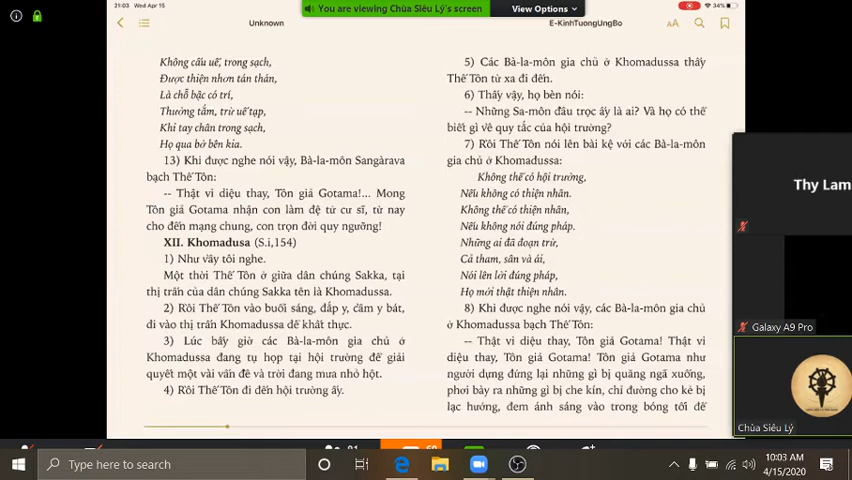 21:03 Wed Apr 15
You are viewing Chùa Siêu Lý's screen
View Options
34%
Unknown
E-KinhTuongUngBo
AA
Không cấu uế, trong sạch,
Được thiện nhơn tán thán,
Là chỗ bậc có trí,
Thường tắm, trừ uế tạp,
Khi tay chân trong sạch,
Họ qua bờ bên kia.
13) Khi được nghe nói vậy, Bà-la-môn Sangàrava
bạch Thế Tôn:
-- Thật vi diệu thay, Tôn giả Gotama!... Mong
Tôn giả Gotama nhận con làm đệ tử cư sĩ, từ nay
cho đến mạng chung, con trọn đời quy ngưỡng!
XII. Khomadusa (S.i,154)
1) Như vầy tôi nghe.
Một thời Thế Tôn ở giữa dân chúng Sakka, tại
thị trấn của dân chúng Sakka tên là Khomadussa.
2) Rồi Thế Tôn vào buổi sáng, đắp y, cầm y bát,
đi vào thị trấn Khomadussa để khất thực.
3) Lúc bấy giờ các Bà-la-môn gia chủ ở
Khomadussa đang tụ họp tại hội trường để giải
quyết một vài vấn đề và trời đang mưa nhỏ hột.
4) Rồi Thế Tôn đi đến hội trường ấy.
5) Các Bà-la-môn gia chủ ở Khomadussa thấy
Thế Tôn từ xa đi đến.
6) Thấy vậy, họ bèn nói:
-- Những Sa-môn đầu trọc ấy là ai? Và họ có thể
biết gì về quy tắc của hội trường?
7) Rồi Thế Tôn nói lên bài kệ với các Bà-la-môn
gia chủ ở Khomadussa:
Không thể có hội trường,
Nếu không có thiện nhân.
Không thể có thiện nhân,
Nếu không nói đúng pháp.
Những ai đã đoạn trừ,
Cả tham, sân và ái,
Nói lên lời đúng pháp,
Họ mới thật thiện nhân.
8) Khi được nghe nói vậy, các Bà-la-môn gia chủ
ở Khomadussa bạch Thế Tôn:
-- Thật vi diệu thay, Tôn giả Gotama! Thật vi
diệu thay, Tôn giả Gotama! Tôn giả Gotama như
người dựng đứng lại những gì bị quăng ngã xuống,
phơi bày ra những gì bị che kín, chỉ đường cho kẻ bị
lạc hướng, đem ánh sáng vào trong bóng tối để
Thy Lam
Galaxy A9 Pro
Chùa Siêu Lý
Type here to search
10:03 AM
4/15/2020